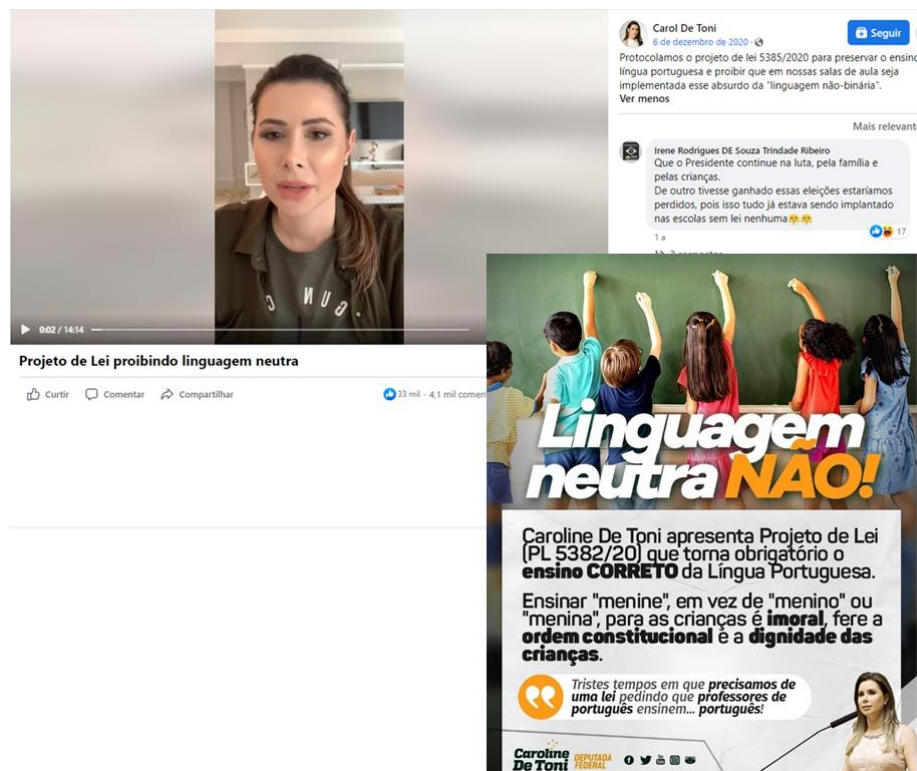 Carol De Toni
6 de dezembro de 2020
Seguir
Protocolamos o projeto de lei 5385/2020 para preservar o ensino
língua portuguesa e proibir que em nossas salas de aula seja
implementada esse absurdo da "linguagem não-binária".
Ver menos
Mais relevant
Irene Rodrigues DE Souza Trindade Ribeiro
Que o Presidente continue na luta, pela família e
pelas crianças.
De outro tivesse ganhado essas eleições estaríamos
perdidos, pois isso tudo já estava sendo implantado
nas escolas sem lei nenhuma
17
1 a
0:02 / 14:14
Projeto de Lei proibindo linguagem neutra
Curtir Comentar Compartilhar 33 mil · 4,1 mil coment
Linguagem
neutra NÃO!
Caroline De Toni apresenta Projeto de Lei
(PL 5382/20) que torna obrigatório o
ensino CORRETO da Língua Portuguesa.
Ensinar "menine", em vez de "menino" ou
"menina", para as crianças é imoral, fere a
ordem constitucional e a dignidade das
crianças.
Tristes tempos em que precisamos de
uma lei pedindo que professores de
português ensinem... português!
Caroline
De Toni
DEPUTADA
FEDERAL